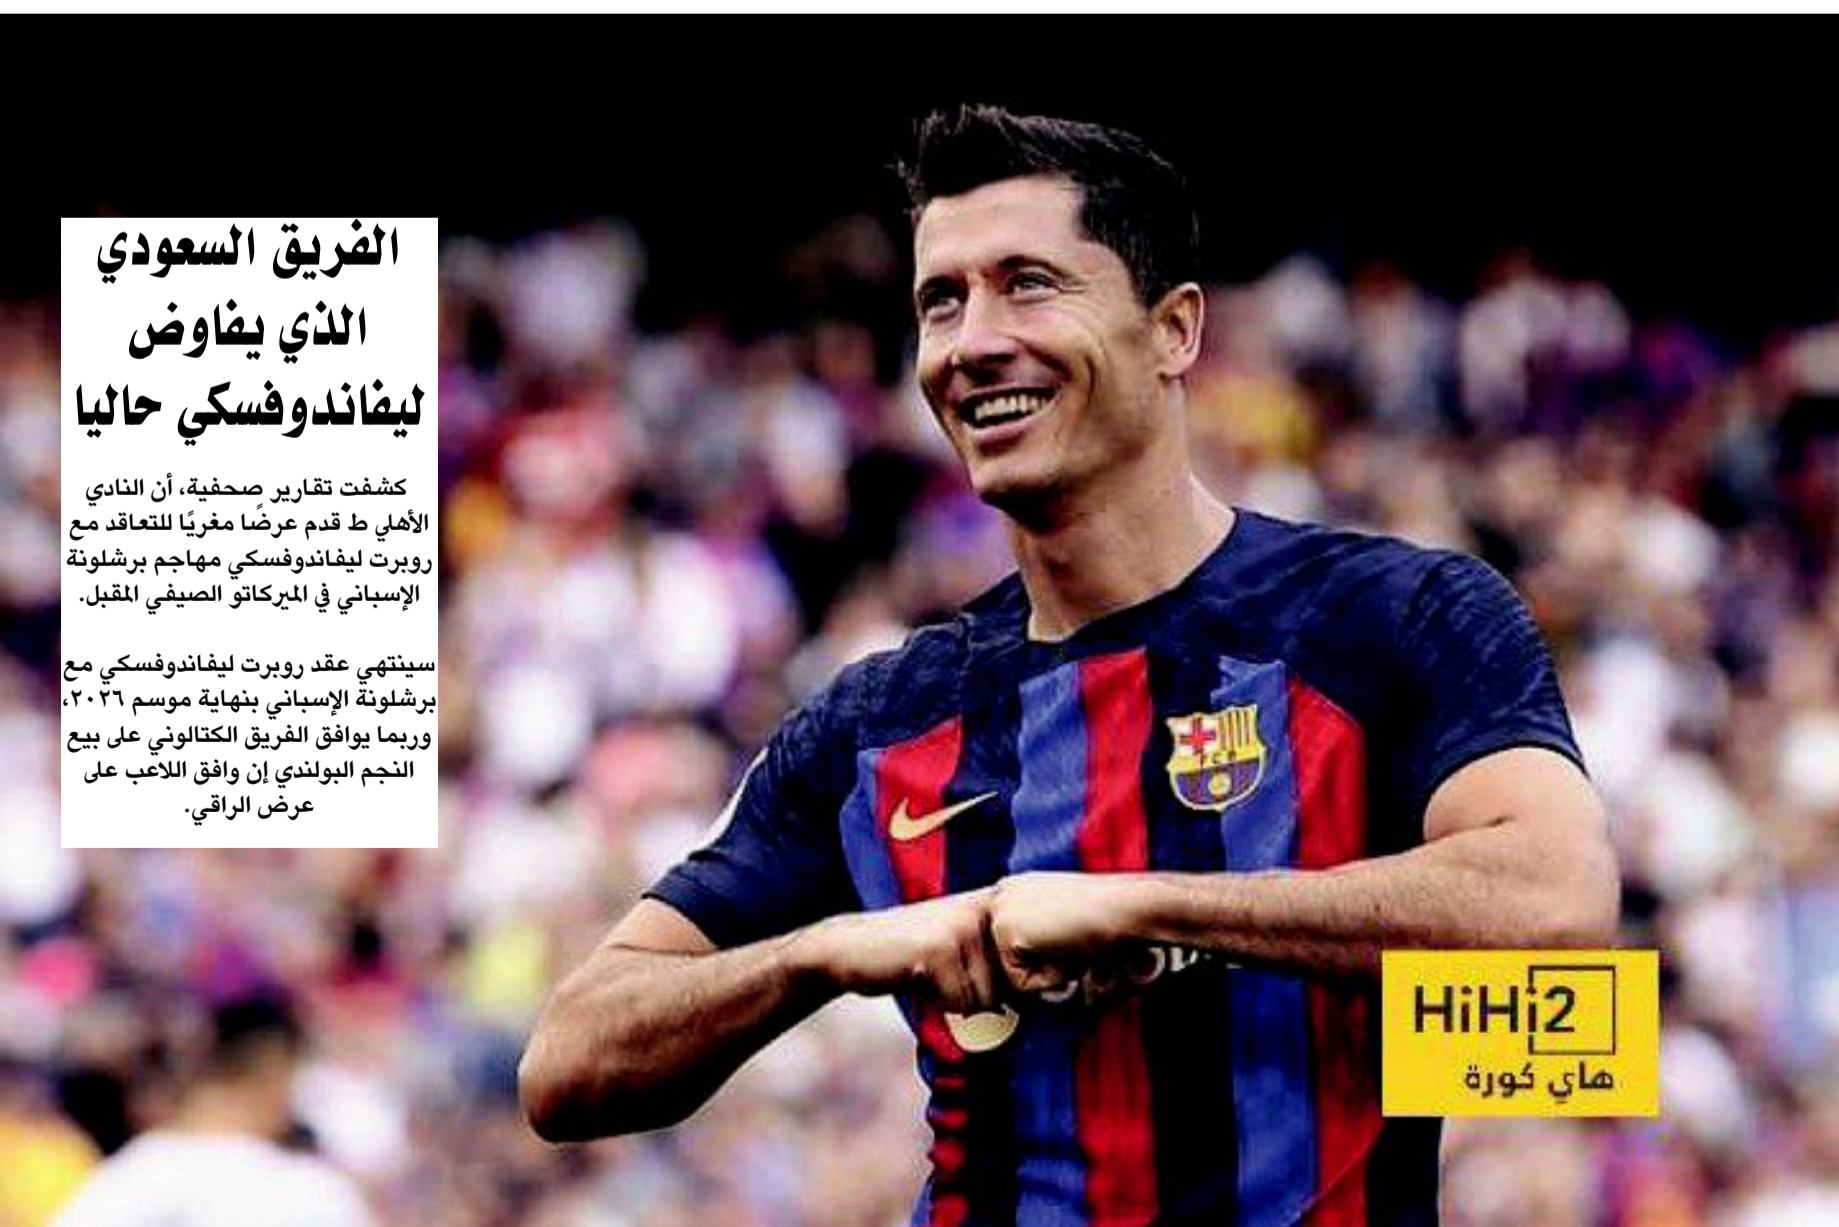 الفريق السعودي
الذي يفاوض
ليفاندوفسكي حاليا
كشفت تقارير صحفية، أن النادي
الأهلي ط قدم عرضًا مغريًا للتعاقد مع
روبرت ليفاندوفسكي مهاجم برشلونة
الإسباني في الميركاتو الصيفي المقبل.
سينتهي عقد روبرت ليفاندوفسكي مع
برشلونة الإسباني بنهاية موسم ٢٠٢٦،
وربما يوافق الفريق الكتالوني على بيع
النجم البولندي إن وافق اللاعب على
عرض الراقي.
FCB
HiHi2
هاي كورة